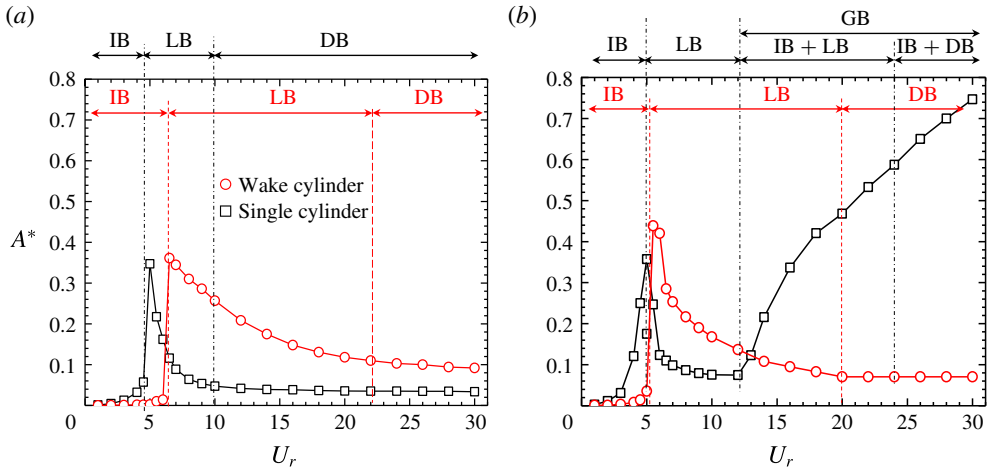 (a)
IB LB DB
0.8
IB LB DB
0.7
0.6
0.5
Wake cylinder
Single cylinder
A*
0.4
0.3
0.2
0.1
0 5 10 15 20 25 30
U_r
(b)
GB
IB LB IB + LB IB + DB
0.8
IB LB DB
0.7
0.6
0.5
0.4
0.3
0.2
0.1
0 5 10 15 20 25 30
U_r